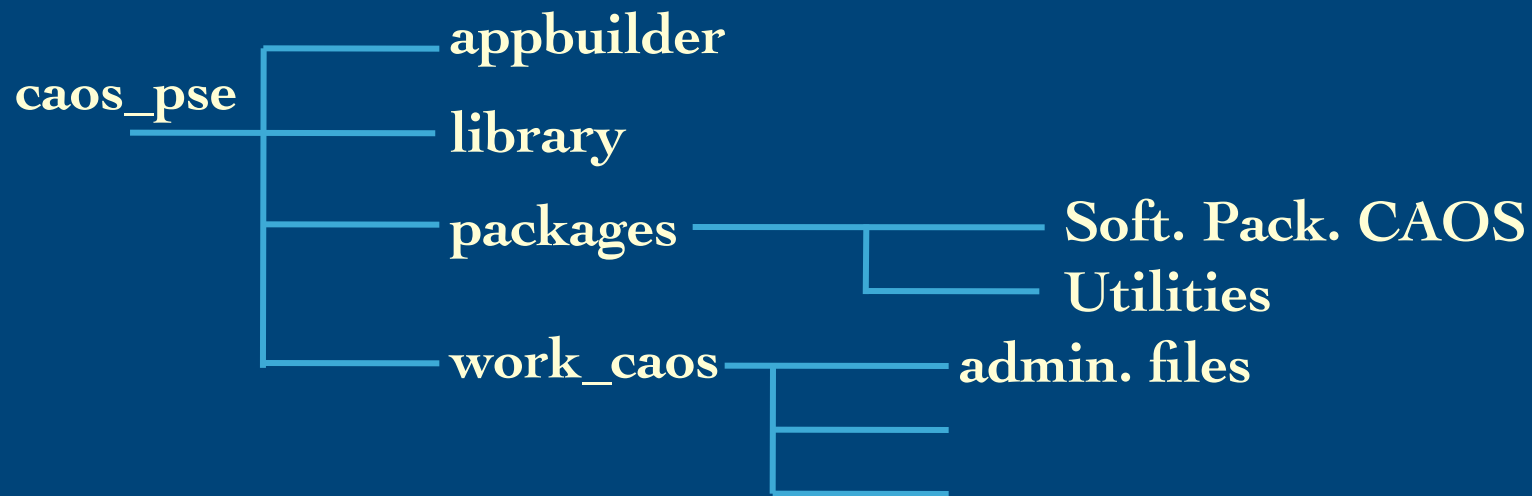 appbuilder
caos_pse
library
packages
Soft. Pack. CAOS
Utilities
work_caos
admin. files